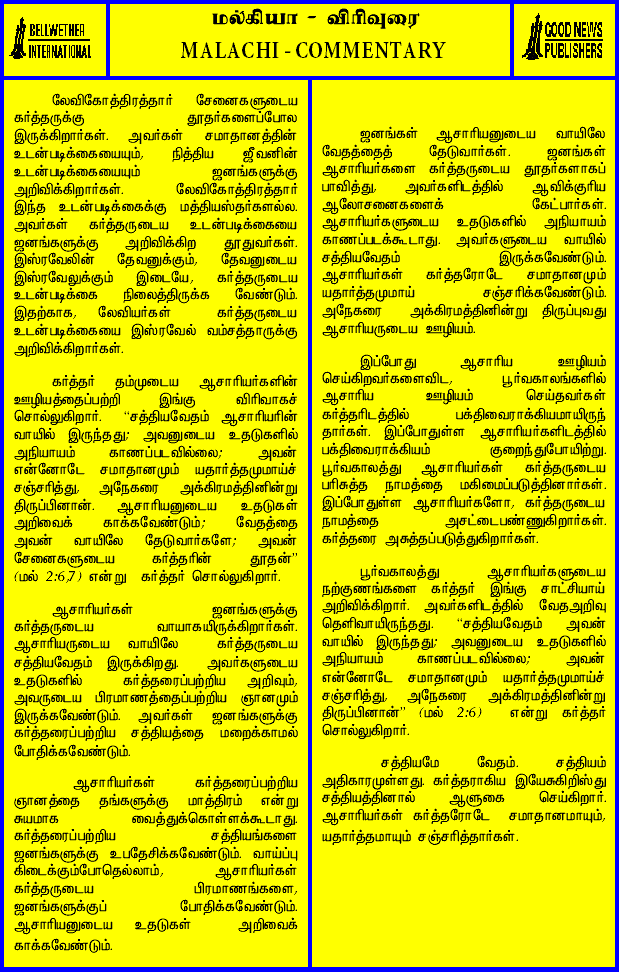 BELLWETHER
INTERNATIONAL
மல்கியா - விரிவுரை
MALACHI - COMMENTARY
GOOD NEWS
PUBLISHERS
லேவிகோத்திரத்தார் சேனைகளுடைய
கர்த்தருக்கு தூதர்களைப்போல
இருக்கிறார்கள். அவர்கள் சமாதானத்தின்
உடன்படிக்கையையும், நித்திய ஜீவனின்
உடன்படிக்கையையும் ஜனங்களுக்கு
அறிவிக்கிறார்கள். லேவிகோத்திரத்தார்
இந்த உடன்படிக்கைக்கு மத்தியஸ்தர்களல்ல.
அவர்கள் கர்த்தருடைய உடன்படிக்கையை
ஜனங்களுக்கு அறிவிக்கிற தூதுவர்கள்.
இஸ்ரவேலின் தேவனுக்கும், தேவனுடைய
இஸ்ரவேலுக்கும் இடையே, கர்த்தருடைய
உடன்படிக்கை நிலைத்திருக்க வேண்டும்.
இதற்காக, லேவியர்கள் கர்த்தருடைய
உடன்படிக்கையை இஸ்ரவேல் வம்சத்தாருக்கு
அறிவிக்கிறார்கள்.
கர்த்தர் தம்முடைய ஆசாரியர்களின்
ஊழியத்தைப்பற்றி இங்கு விரிவாகச்
சொல்லுகிறார். “சத்தியவேதம் ஆசாரியரின்
வாயில் இருந்தது; அவனுடைய உதடுகளில்
அநியாயம் காணப்படவில்லை; அவன்
என்னோடே சமாதானமும் யதார்த்தமுமாய்ச்
சஞ்சரித்து, அநேகரை அக்கிரமத்தினின்று
திருப்பினான். ஆசாரியனுடைய உதடுகள்
அறிவைக் காக்கவேண்டும்; வேதத்தை
அவன் வாயிலே தேடுவார்களே; அவன்
சேனைகளுடைய கர்த்தரின் தூதன்”
(மல் 2:6,7) என்று கர்த்தர் சொல்லுகிறார்.
ஆசாரியர்கள் ஜனங்களுக்கு
கர்த்தருடைய வாயாகயிருக்கிறார்கள்.
ஆசாரியருடைய வாயிலே கர்த்தருடைய
சத்தியவேதம் இருக்கிறது. அவர்களுடைய
உதடுகளில் கர்த்தரைப்பற்றிய அறிவும்,
அவருடைய பிரமாணத்தைப்பற்றிய ஞானமும்
இருக்கவேண்டும். அவர்கள் ஜனங்களுக்கு
கர்த்தரைப்பற்றிய சத்தியத்தை மறைக்காமல்
போதிக்கவேண்டும்.
ஆசாரியர்கள் கர்த்தரைப்பற்றிய
ஞானத்தை தங்களுக்கு மாத்திரம் என்று
சுயமாக வைத்துக்கொள்ளக்கூடாது.
கர்த்தரைப்பற்றிய சத்தியங்களை
ஜனங்களுக்கு உபதேசிக்கவேண்டும். வாய்ப்பு
கிடைக்கும்போதெல்லாம், ஆசாரியர்கள்
கர்த்தருடைய பிரமாணங்களை,
ஜனங்களுக்குப் போதிக்கவேண்டும்.
ஆசாரியனுடைய உதடுகள் அறிவைக்
காக்கவேண்டும்.
ஜனங்கள் ஆசாரியனுடைய வாயிலே
வேதத்தைத் தேடுவார்கள். ஜனங்கள்
ஆசாரியர்களை கர்த்தருடைய தூதர்களாகப்
பாவித்து, அவர்களிடத்தில் ஆவிக்குரிய
ஆலோசனைகளைக் கேட்பார்கள்.
ஆசாரியர்களுடைய உதடுகளில் அநியாயம்
காணப்படக்கூடாது. அவர்களுடைய வாயில்
சத்தியவேதம் இருக்கவேண்டும்.
ஆசாரியர்கள் கர்த்தரோடே சமாதானமும்
யதார்த்தமுமாய் சஞ்சரிக்கவேண்டும்.
அநேகரை அக்கிரமத்தினின்று திருப்புவது
ஆசாரியருடைய ஊழியம்.
இப்போது ஆசாரிய ஊழியம்
செய்கிறவர்களைவிட, பூர்வகாலங்களில்
ஆசாரிய ஊழியம் செய்தவர்கள்
கர்த்தரிடத்தில் பக்திவைராக்கியமாயிருந்
தார்கள். இப்போதுள்ள ஆசாரியர்களிடத்தில்
பக்திவைராக்கியம் குறைந்துபோயிற்று.
பூர்வகாலத்து ஆசாரியர்கள் கர்த்தருடைய
பரிசுத்த நாமத்தை மகிமைப்படுத்தினார்கள்.
இப்போதுள்ள ஆசாரியர்களோ, கர்த்தருடைய
நாமத்தை அசட்டைபண்ணுகிறார்கள்.
கர்த்தரை அசுத்தப்படுத்துகிறார்கள்.
பூர்வகாலத்து ஆசாரியர்களுடைய
நற்குணங்களை கர்த்தர் இங்கு சாட்சியாய்
அறிவிக்கிறார். அவர்களிடத்தில் வேதஅறிவு
தெளிவாயிருந்தது. “சத்தியவேதம் அவன்
வாயில் இருந்தது; அவனுடைய உதடுகளில்
அநியாயம் காணப்படவில்லை; அவன்
என்னோடே சமாதானமும் யதார்த்தமுமாய்ச்
சஞ்சரித்து, அநேகரை அக்கிரமத்தினின்று
திருப்பினான்” (மல் 2:6) என்று கர்த்தர்
சொல்லுகிறார்.
சத்தியமே வேதம். சத்தியம்
அதிகாரமுள்ளது. கர்த்தராகிய இயேசுகிறிஸ்து
சத்தியத்தினால் ஆளுகை செய்கிறார்.
ஆசாரியர்கள் கர்த்தரோடே சமாதானமாயும்,
யதார்த்தமாயும் சஞ்சரித்தார்கள்.